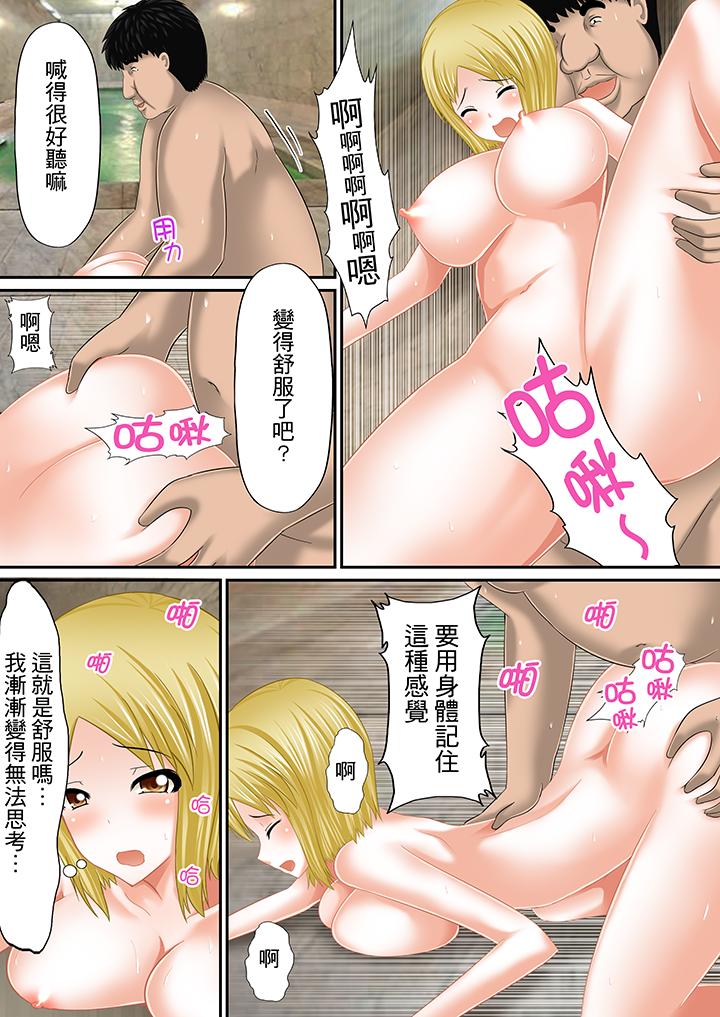 啊啊啊啊啊啊嗯
咕啾～
喊得很好聽嘛
用力
變得舒服了吧？
啊嗯
咕啾
要用身體記住
這種感覺
啪
啪
咕啾
咕啾
啊
啊
啪
啪
這就是舒服嗎…
我漸漸變得無法思考…
哈
哈